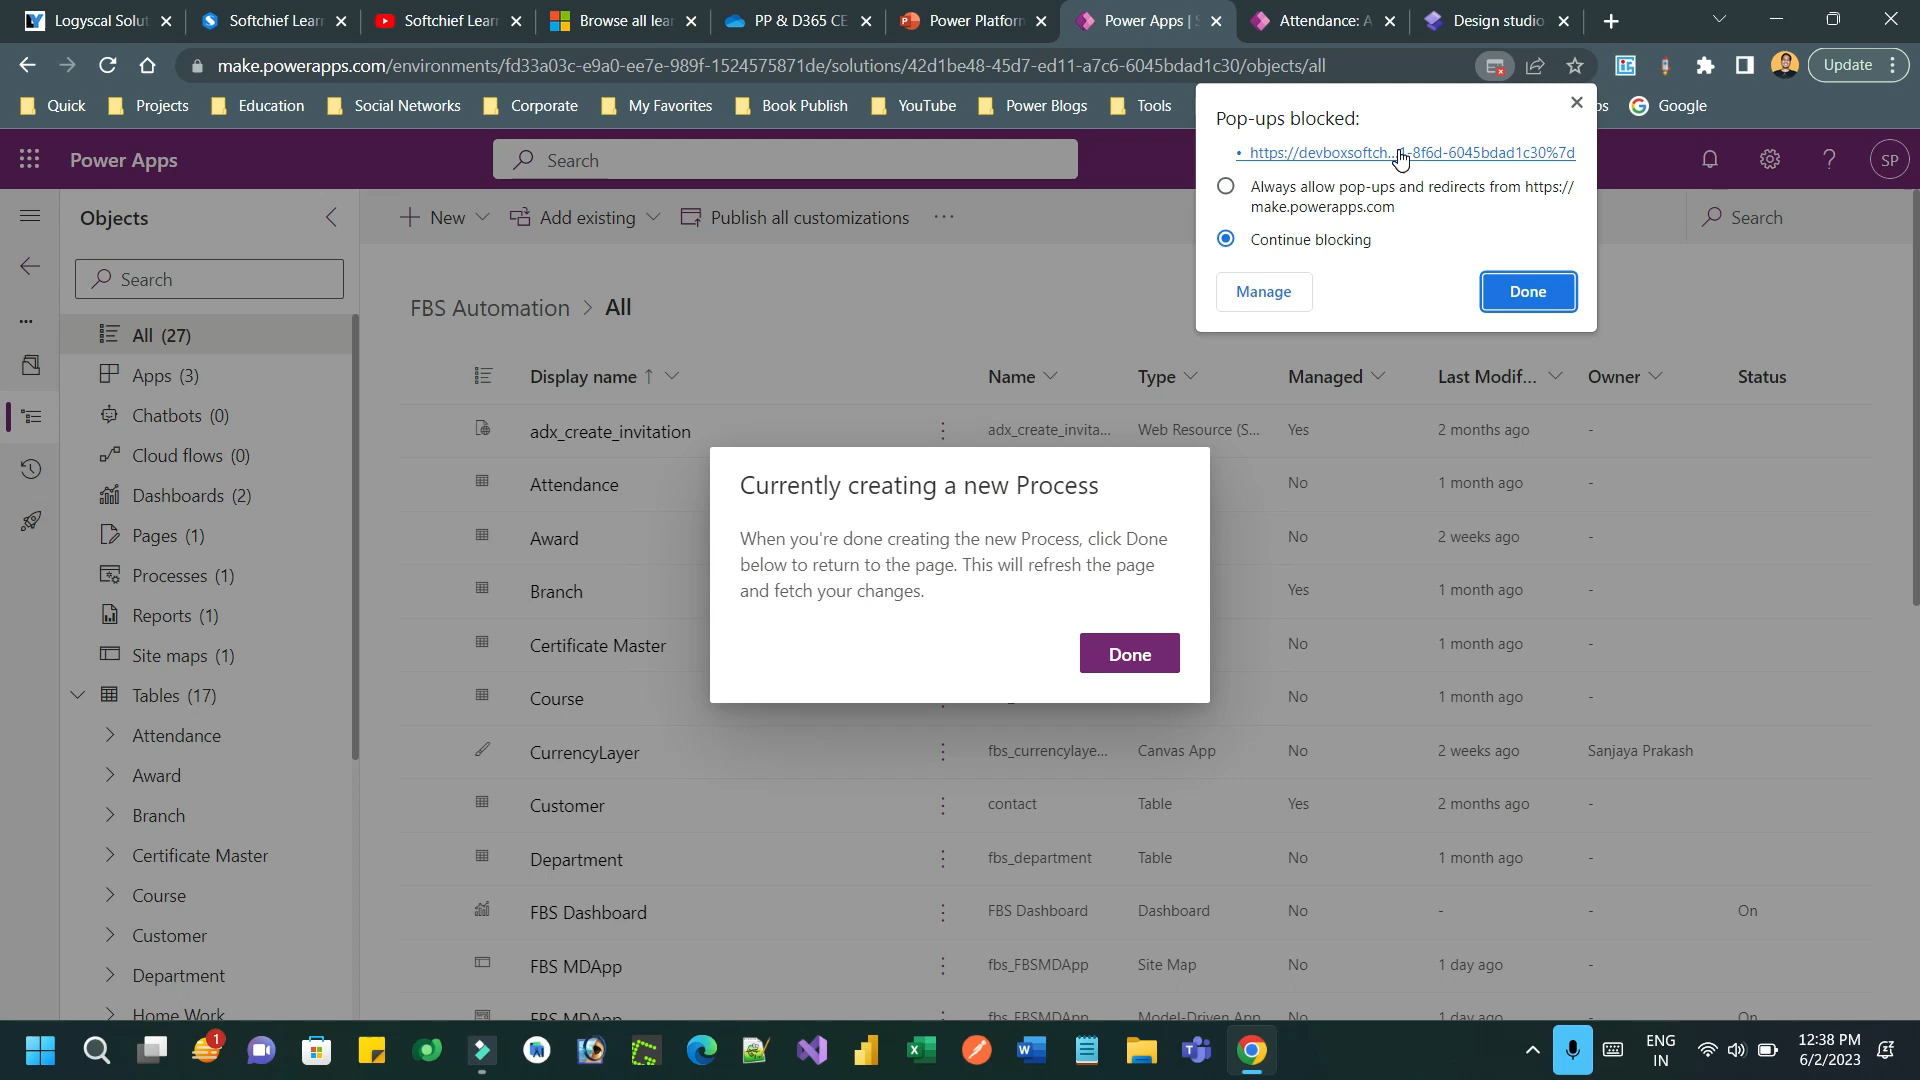 Logyscal Solut
Softchief Lear
Softchief Lear
Browse all lea
PP & D365 CE
Power Platfor
Power Apps |
Attendance: A
Design studio
make.powerapps.com/environments/fd33a03c-e9a0-ee7e-989f-1524575871de/solutions/42d1be48-45d7-ed11-a7c6-6045bdad1c30/objects/all
Update
Quick
Projects
Education
Social Networks
Corporate
My Favorites
Book Publish
YouTube
Power Blogs
Tools
Google
Pop-ups blocked:
• https://devboxsoftch...1-8f6d-6045bdad1c30%7d
Always allow pop-ups and redirects from https://
make.powerapps.com
Continue blocking
Manage
Done
Power Apps
Search
SP
Objects
New
Add existing
Publish all customizations
Search
Search
FBS Automation > All
All (27)
Apps (3)
Chatbots (0)
Cloud flows (0)
Dashboards (2)
Pages (1)
Processes (1)
Reports (1)
Site maps (1)
Tables (17)
Attendance
Award
Branch
Certificate Master
Course
Customer
Department
Home Work
Display name ↑ Name Type Managed Last Modif... Owner Status
adx_create_invitation adx_create_invita... Web Resource (S... Yes 2 months ago -
Attendance No 1 month ago -
Award No 2 weeks ago -
Branch Yes 1 month ago -
Certificate Master No 1 month ago -
Course No 1 month ago -
CurrencyLayer fbs_currencylaye... Canvas App No 2 weeks ago Sanjaya Prakash
Customer contact Table Yes 2 months ago -
Department fbs_department Table No 1 month ago -
FBS Dashboard FBS Dashboard Dashboard No - - On
FBS MDApp fbs_FBSMDApp Site Map No 1 day ago -
FBS MDApp fbs_FBSMDApp Model-Driven App No 1 day ago - On
Currently creating a new Process
When you're done creating the new Process, click Done
below to return to the page. This will refresh the page
and fetch your changes.
Done
1
ENG
IN
12:38 PM
6/2/2023